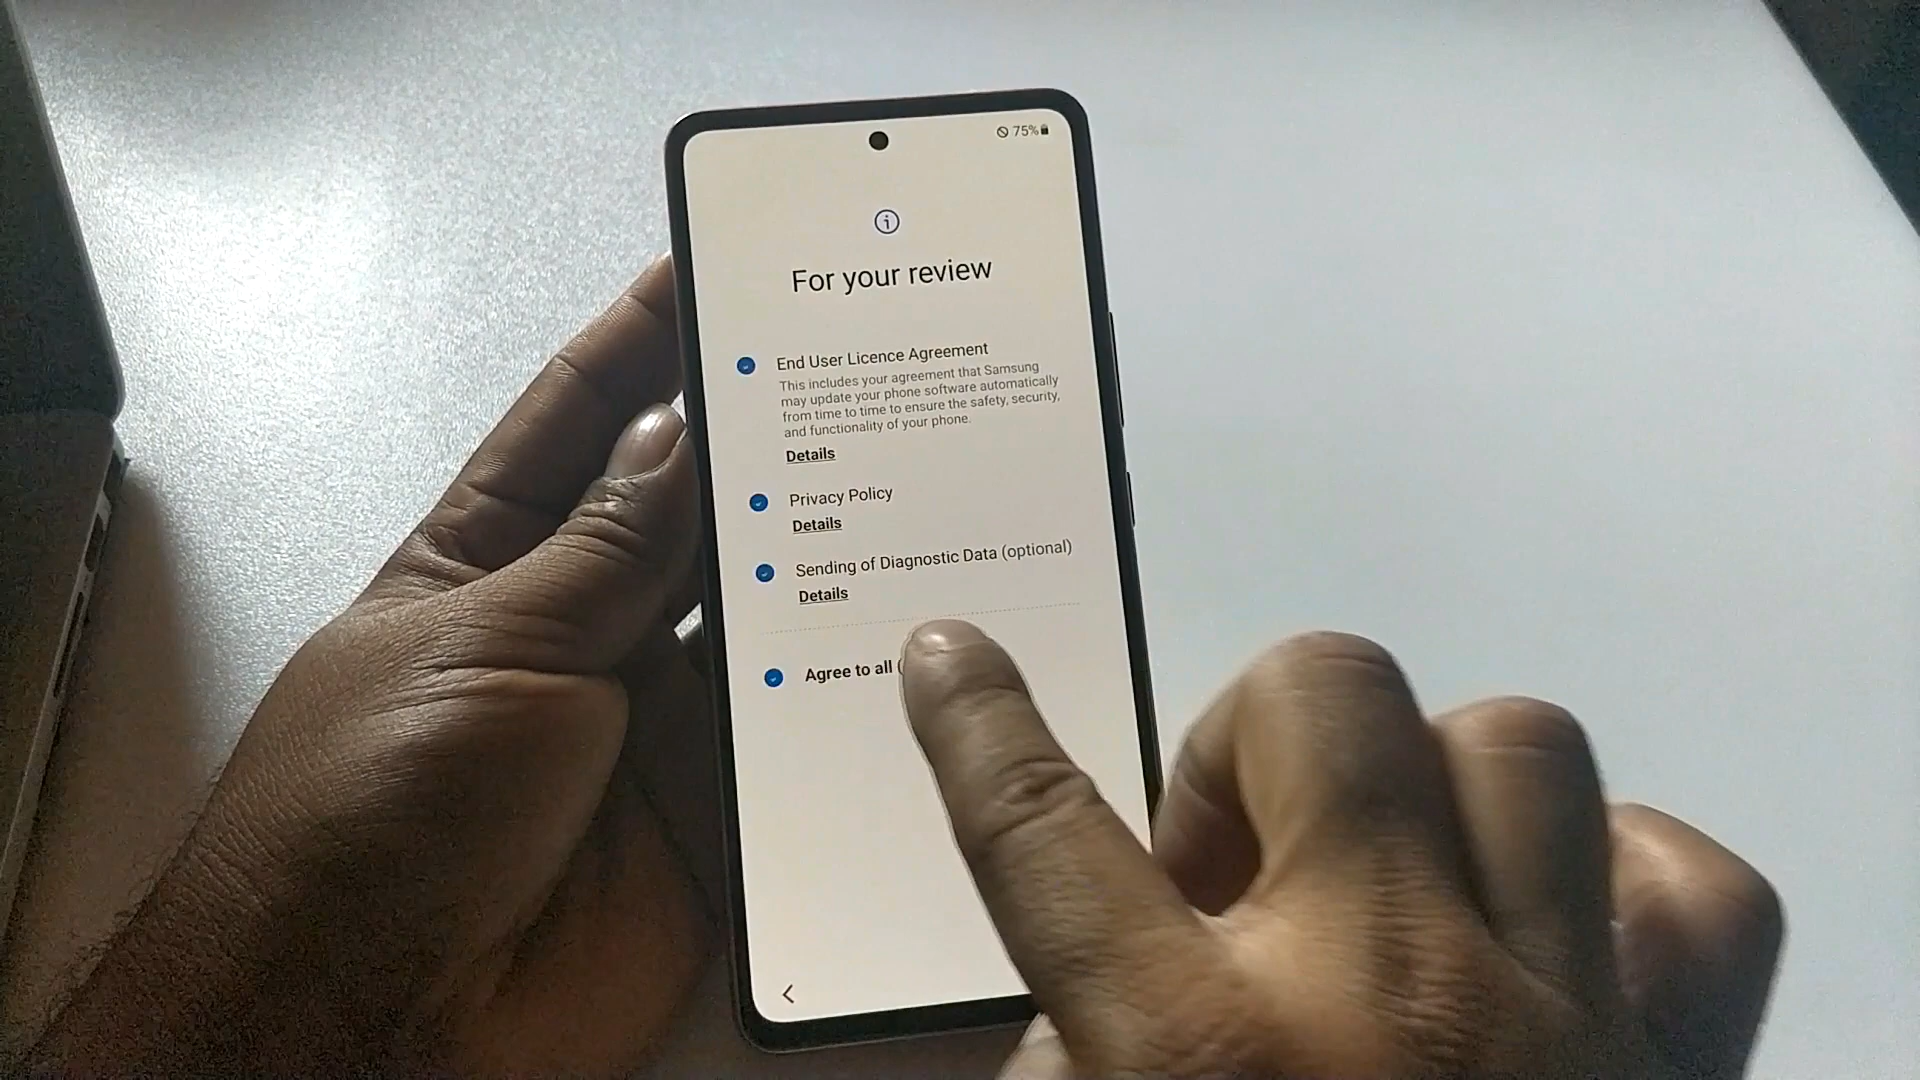 75%
For your review
End User Licence Agreement
This includes your agreement that Samsung
may update your phone software automatically
from time to time to ensure the safety, security,
and functionality of your phone.
Details
Privacy Policy
Details
Sending of Diagnostic Data (optional)
Details
Agree to all (